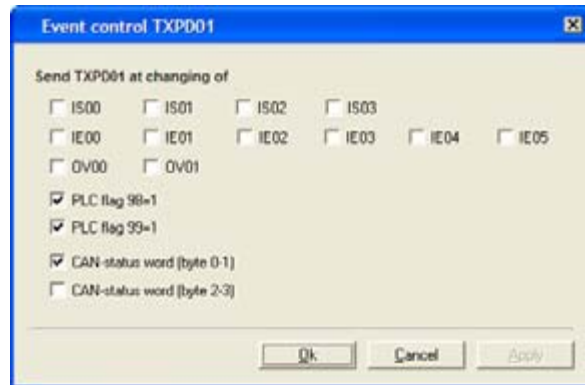 Event control TXPD01
Send TXPD01 at changing of
IS00 IS01 IS02 IS03
IE00 IE01 IE02 IE03 IE04 IE05
OV00 OV01
PLC flag 98=1
PLC flag 99=1
CAN-status word (byte 0-1)
CAN-status word (byte 2-3)
Ok Cancel Apply